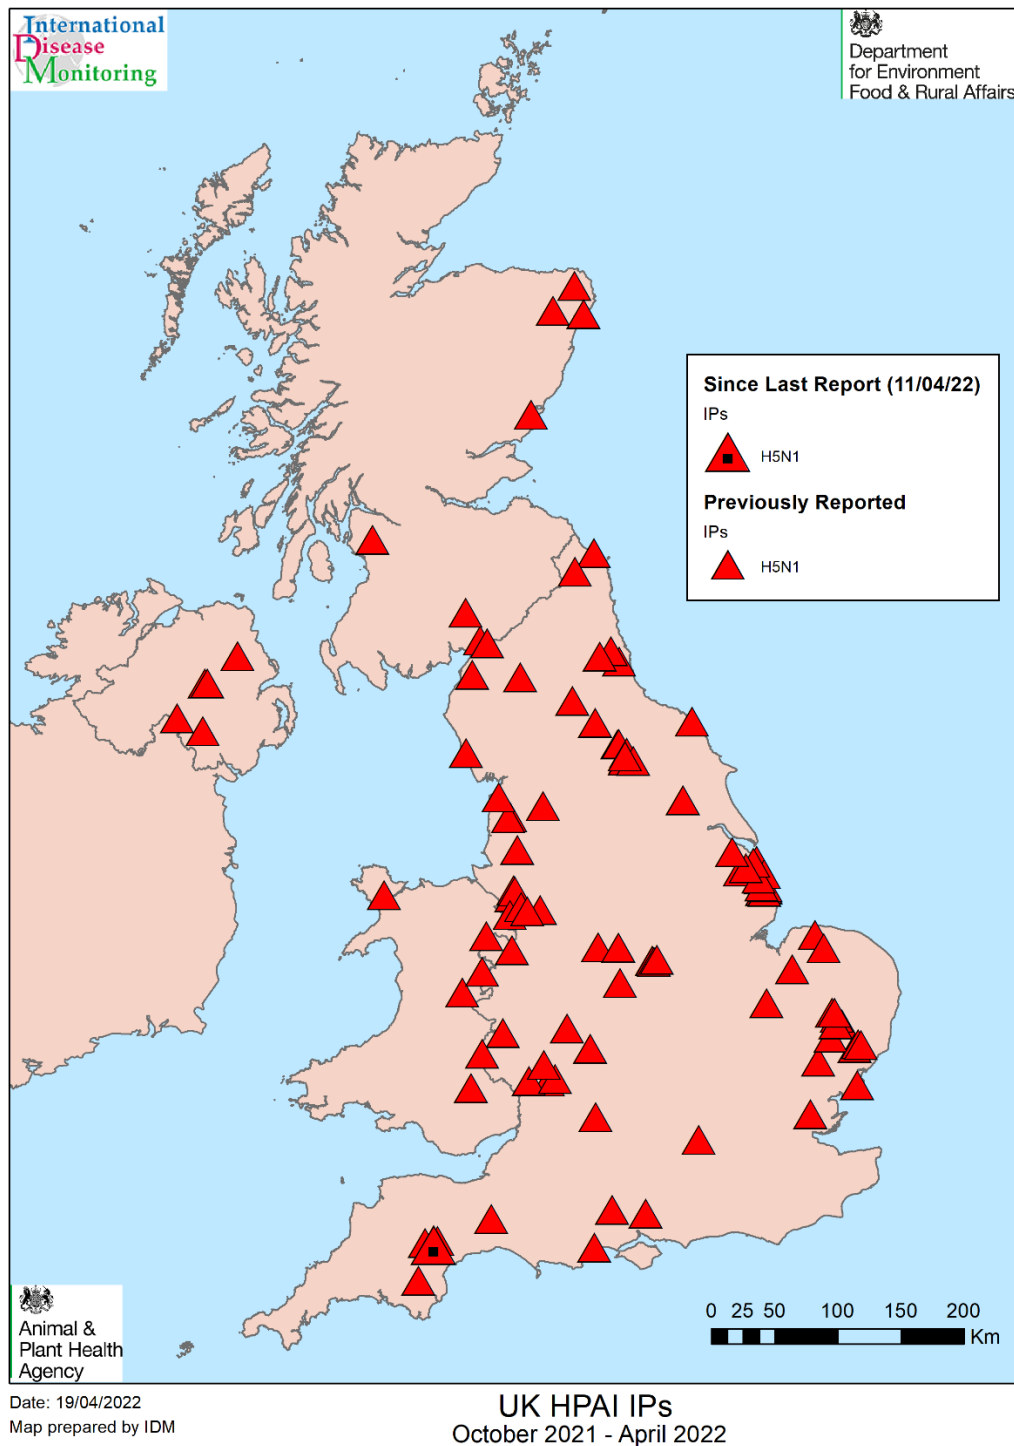 International
Disease
Monitoring
Department
for Environment
Food & Rural Affairs
Since Last Report (11/04/22)
IPs
H5N1
Previously Reported
IPs
H5N1
0 25 50 100 150 200
Km
Animal &
Plant Health
Agency
Date: 19/04/2022
Map prepared by IDM
UK HPAI IPs
October 2021 - April 2022